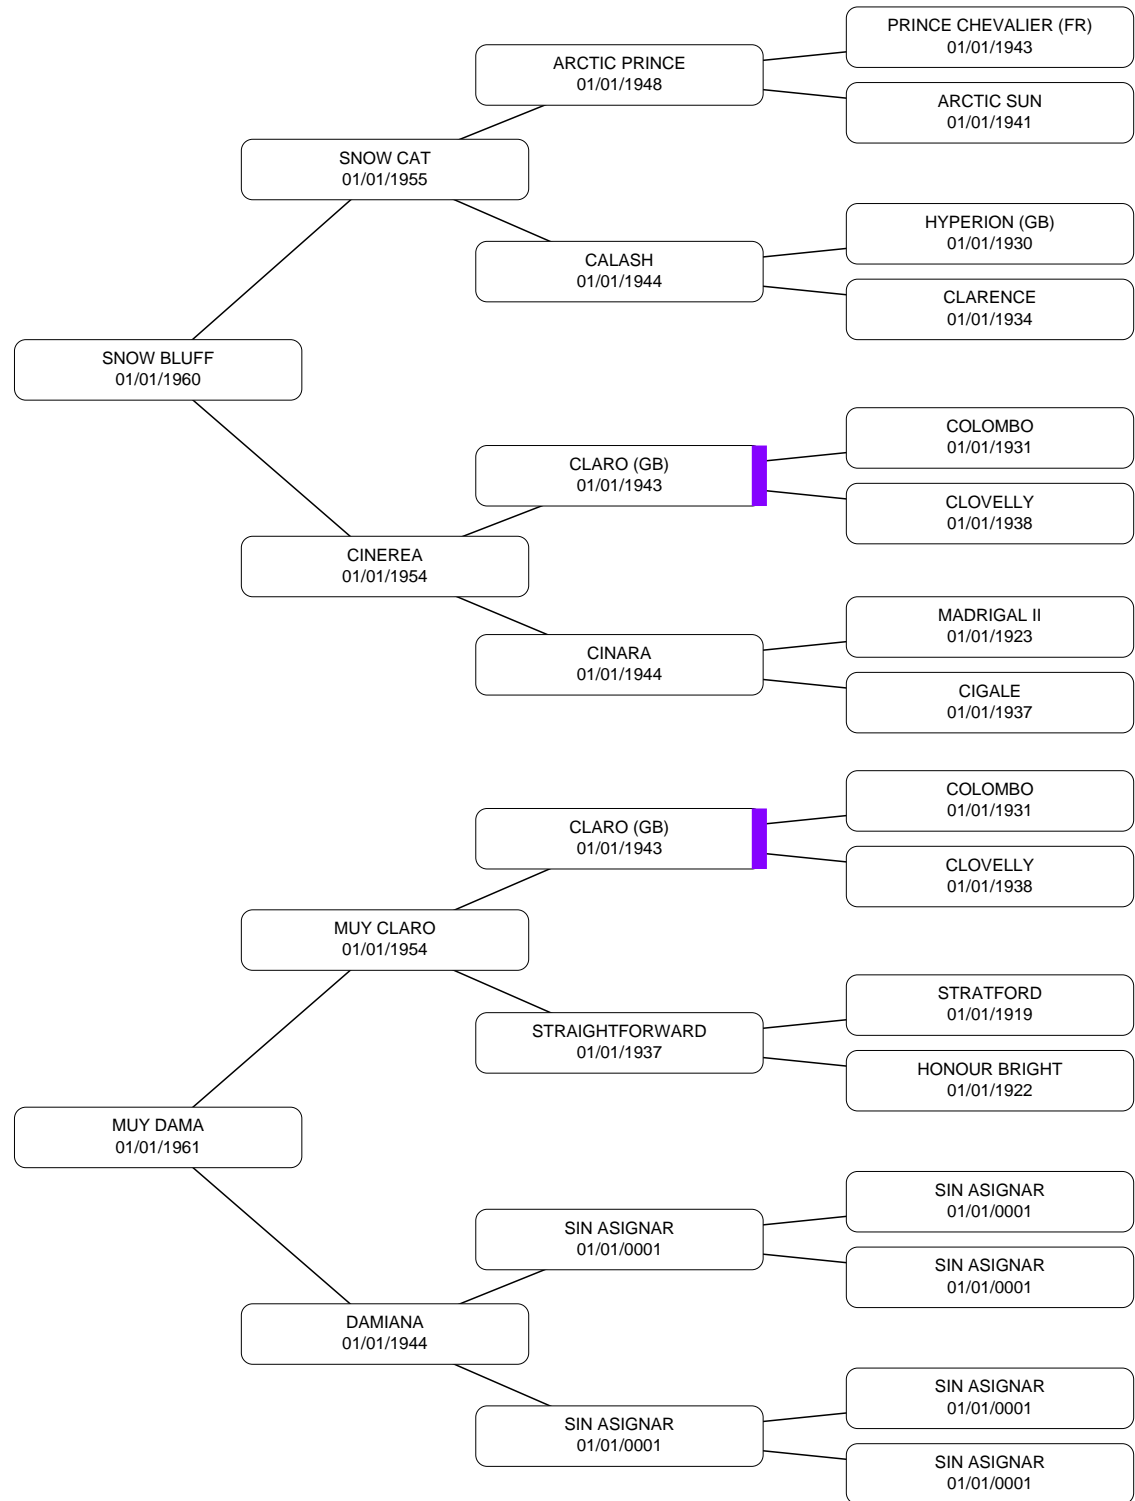 PRINCE CHEVALIER (FR)
01/01/1943
ARCTIC PRINCE
01/01/1948
ARCTIC SUN
01/01/1941
SNOW CAT
01/01/1955
HYPERION (GB)
01/01/1930
CALASH
01/01/1944
CLARENCE
01/01/1934
SNOW BLUFF
01/01/1960
COLOMBO
01/01/1931
CLARO (GB)
01/01/1943
CLOVELLY
01/01/1938
CINEREA
01/01/1954
MADRIGAL II
01/01/1923
CINARA
01/01/1944
CIGALE
01/01/1937
COLOMBO
01/01/1931
CLARO (GB)
01/01/1943
CLOVELLY
01/01/1938
MUY CLARO
01/01/1954
STRATFORD
01/01/1919
STRAIGHTFORWARD
01/01/1937
HONOUR BRIGHT
01/01/1922
MUY DAMA
01/01/1961
SIN ASIGNAR
01/01/0001
SIN ASIGNAR
01/01/0001
SIN ASIGNAR
01/01/0001
DAMIANA
01/01/1944
SIN ASIGNAR
01/01/0001
SIN ASIGNAR
01/01/0001
SIN ASIGNAR
01/01/0001